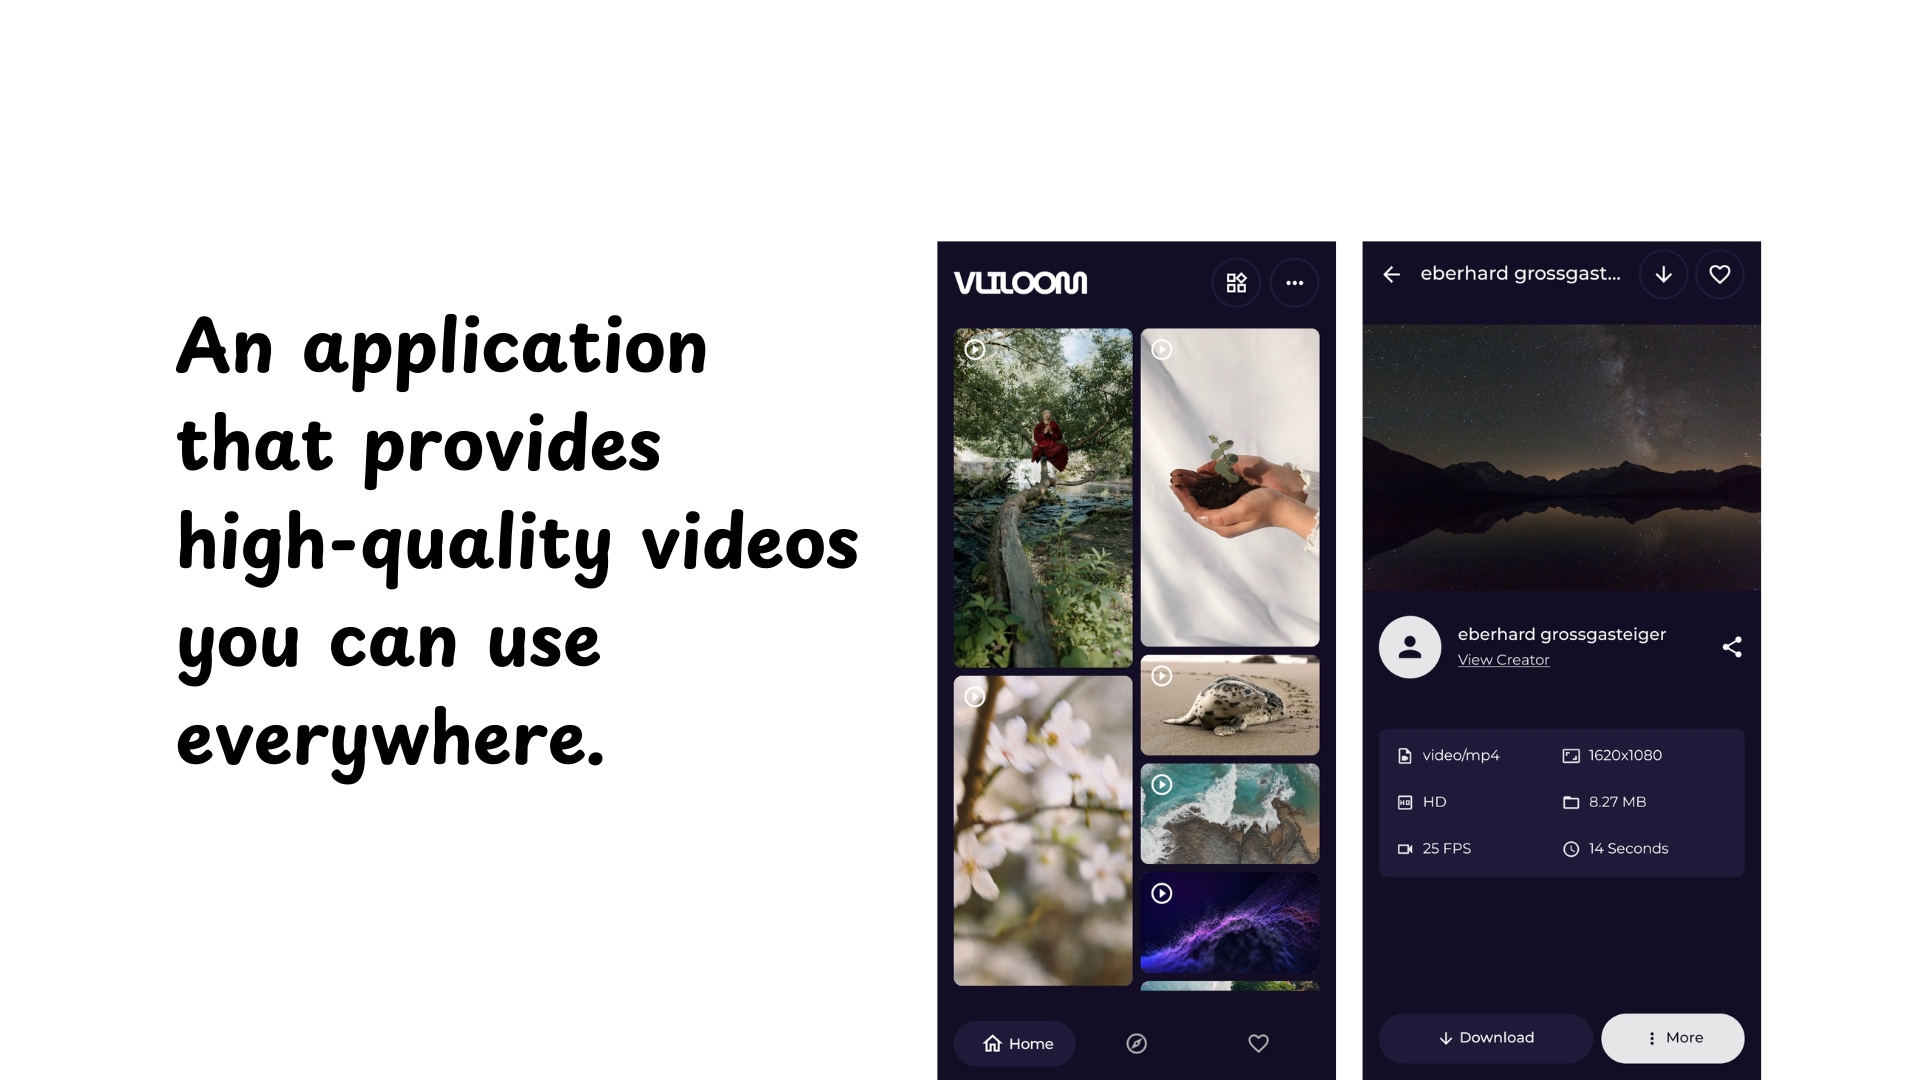 An application
that provides
high-quality videos
you can use
everywhere.
VLILOOM
Home
eberhard grossgast...
eberhard grossgasteiger
View Creator
video/mp4
1620x1080
HD
8.27 MB
25 FPS
14 Seconds
Download
More